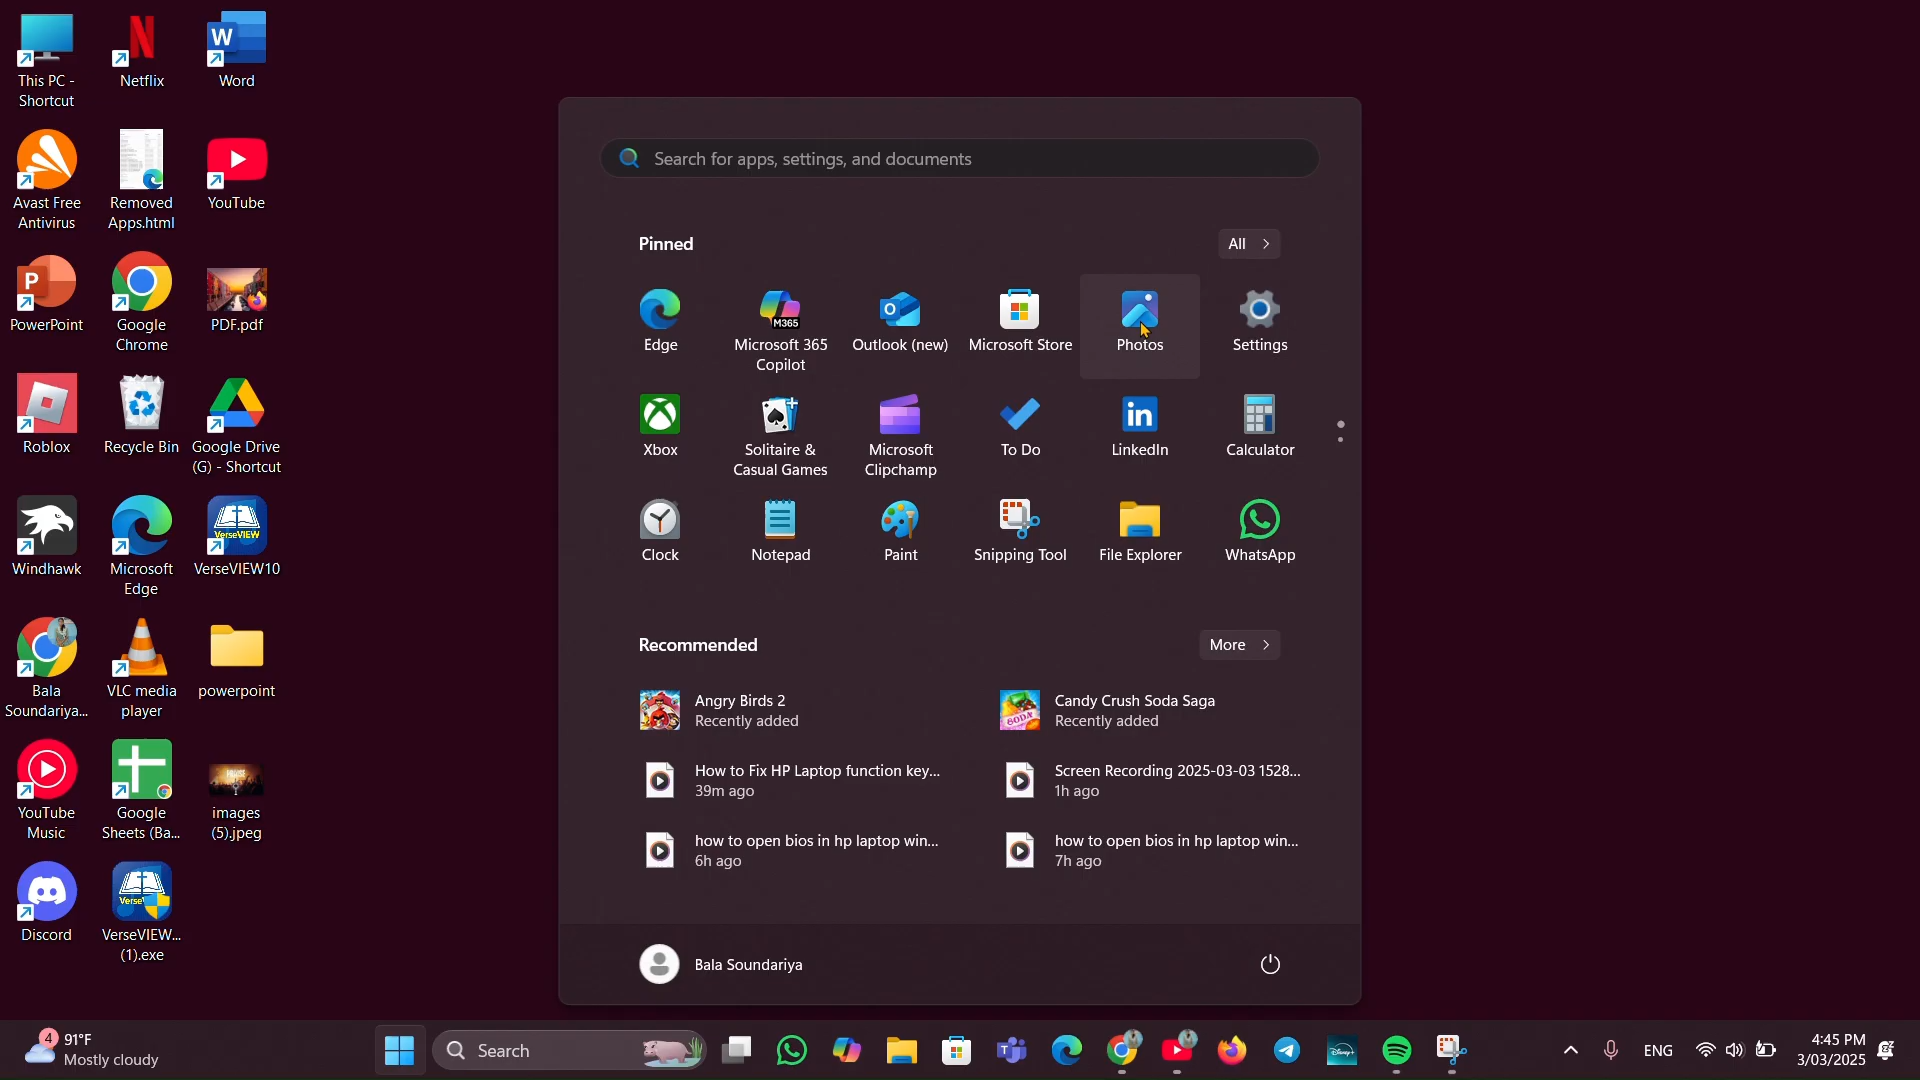 This PC -
Shortcut
Netflix
Word
Avast Free
Antivirus
Removed
Apps.html
YouTube
PowerPoint
Google
Chrome
PDF.pdf
Roblox
Recycle Bin
Google Drive
(G) - Shortcut
Windhawk
Microsoft
Edge
VerseVIEW
VerseVIEW10
Bala
Soundariya...
VLC media
player
powerpoint
YouTube
Music
Google
Sheets (Ba...
images
(5).jpeg
Discord
VerseVIEW...
(1).exe
Search for apps, settings, and documents
Pinned
All
Edge
M365
Microsoft 365
Copilot
Outlook (new)
Microsoft Store
Photos
Settings
Xbox
Solitaire &
Casual Games
Microsoft
Clipchamp
To Do
LinkedIn
Calculator
Clock
Notepad
Paint
Snipping Tool
File Explorer
WhatsApp
Recommended
More
Angry Birds 2
Recently added
Candy Crush Soda Saga
Recently added
How to Fix HP Laptop function key...
39m ago
Screen Recording 2025-03-03 1528...
1h ago
how to open bios in hp laptop win...
6h ago
how to open bios in hp laptop win...
7h ago
Bala Soundariya
4
91°F
Mostly cloudy
Search
ENG
4:45 PM
3/03/2025